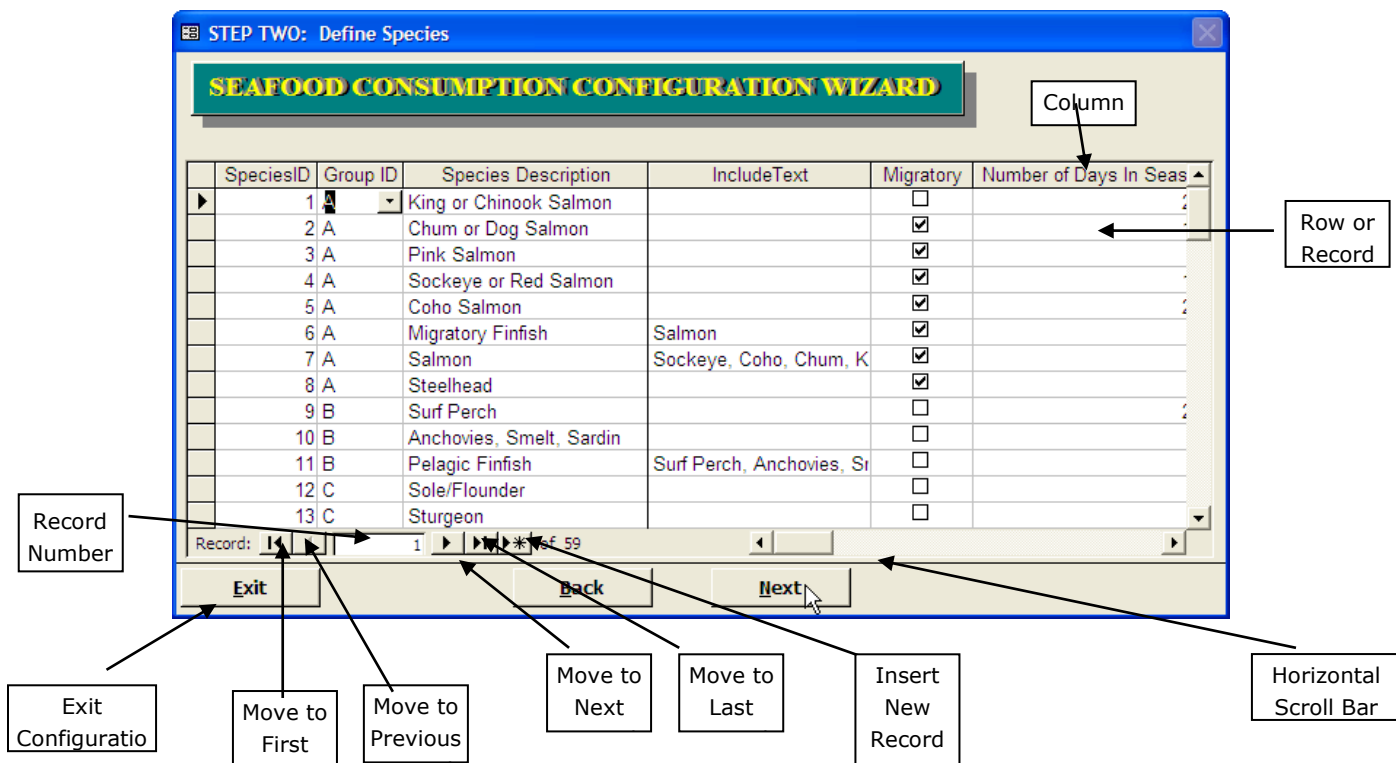 STEP TWO: Define Species
SEAFOOD CONSUMPTION CONFIGURATION WIZARD
Column
SpeciesID Group ID Species Description IncludeText Migratory Number of Days In Seas
1 A King or Chinook Salmon
2 A Chum or Dog Salmon
3 A Pink Salmon
4 A Sockeye or Red Salmon
5 A Coho Salmon
6 A Migratory Finfish Salmon
7 A Salmon Sockeye, Coho, Chum, K
8 A Steelhead
9 B Surf Perch
10 B Anchovies, Smelt, Sardin
11 B Pelagic Finfish Surf Perch, Anchovies, Sr
12 C Sole/Flounder
13 C Sturgeon
Row or
Record
Record
Number
Record: 1 of 59
Exit Back Next
Exit
Configuratio
Move to
First
Move to
Previous
Move to
Next
Move to
Last
Insert
New
Record
Horizontal
Scroll Bar